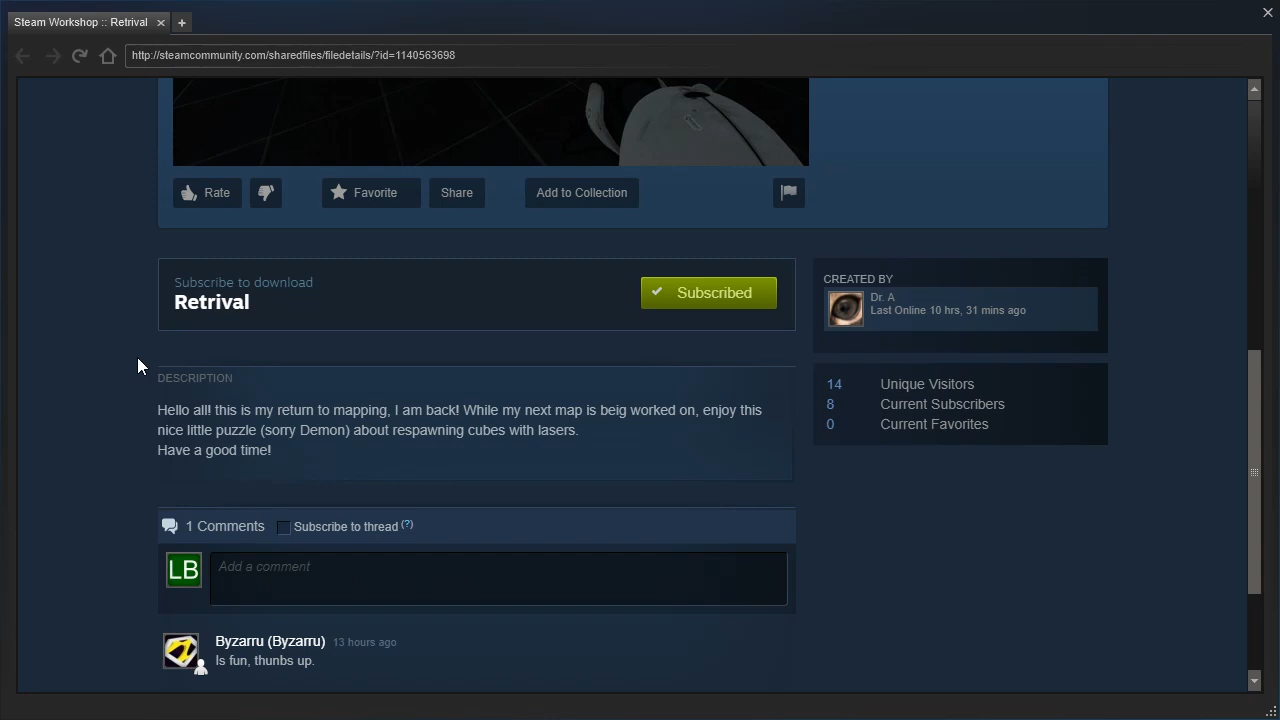 Steam Workshop :: Retrival
http://steamcommunity.com/sharedfiles/filedetails/?id=1140563698
Rate
Favorite
Share
Add to Collection
Subscribe to download
Retrival
Subscribed
CREATED BY
Dr. A
Last Online 10 hrs, 31 mins ago
14 Unique Visitors
8 Current Subscribers
0 Current Favorites
DESCRIPTION
Hello all! this is my return to mapping, I am back! While my next map is beig worked on, enjoy this
nice little puzzle (sorry Demon) about respawning cubes with lasers.
Have a good time!
1 Comments Subscribe to thread (?)
LB
Add a comment
Byzarru (Byzarru) 13 hours ago
Is fun, thunbs up.